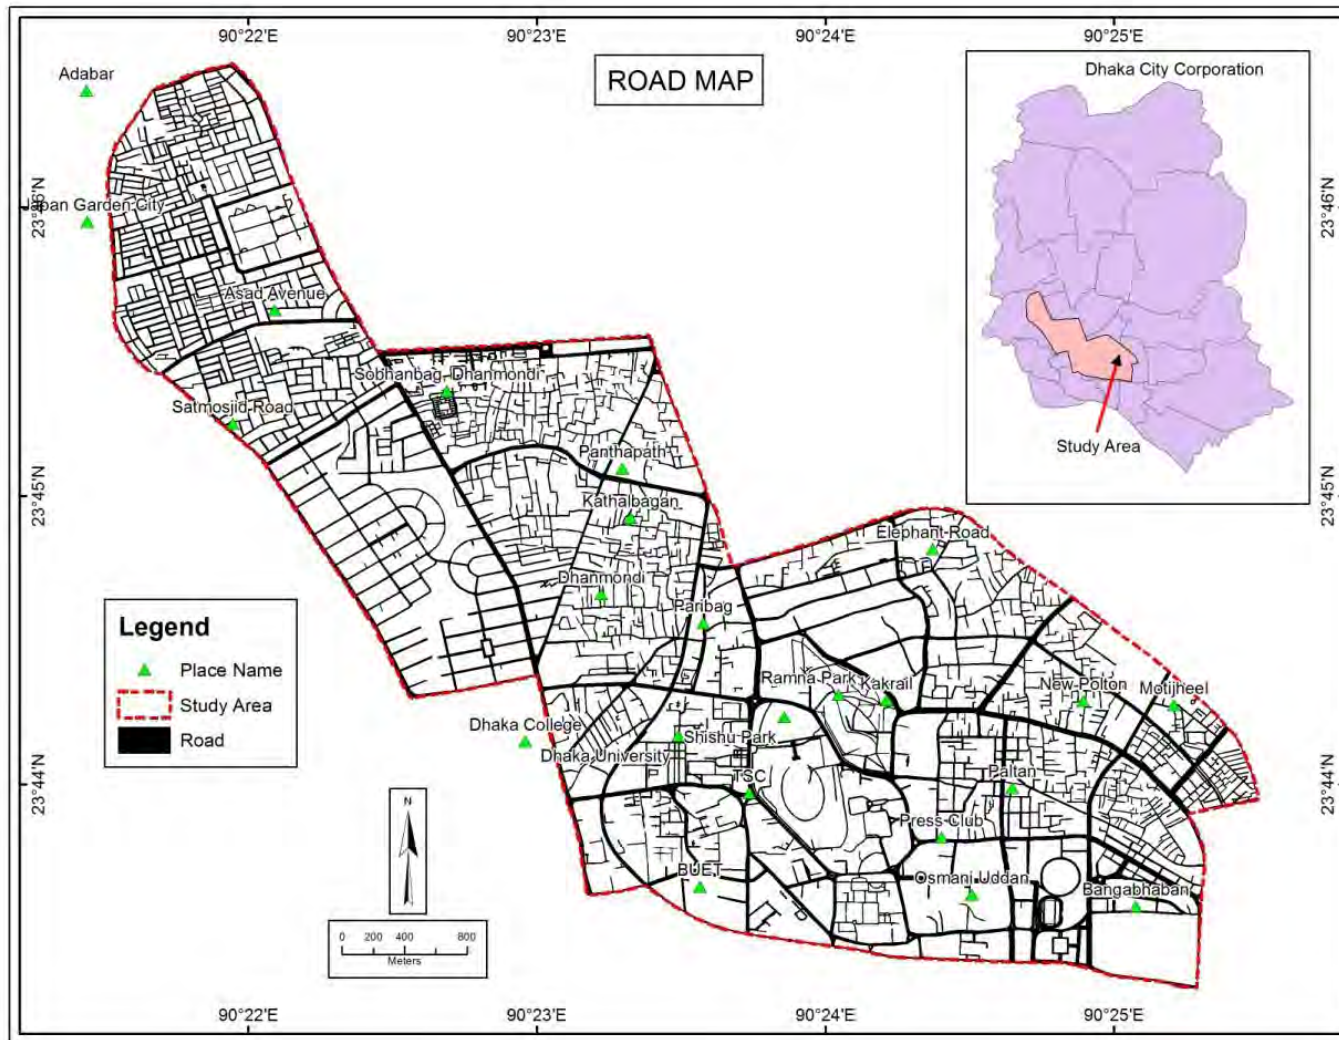 90°22'E
90°23'E
90°24'E
90°25'E
ROAD MAP
Dhaka City Corporation
Study Area
Adabar
Japan Garden City
23°46'N
23°46'N
Asad Avenue
Sobhanbag, Dhanmondi
Satmosjid Road
Panthapath
23°45'N
23°45'N
Kathalbagan
Elephant Road
Dhanmondi
Paribag
Legend
Place Name
Study Area
Road
Ramna Park
Kakrail
New Polton
Motijheel
Dhaka College
Dhaka University
Shishu Park
TSC
Paltan
23°44'N
23°44'N
Press Club
BUET
Osmani Uddan
Bangabhaban
N
0 200 400 800
Meters
90°22'E
90°23'E
90°24'E
90°25'E